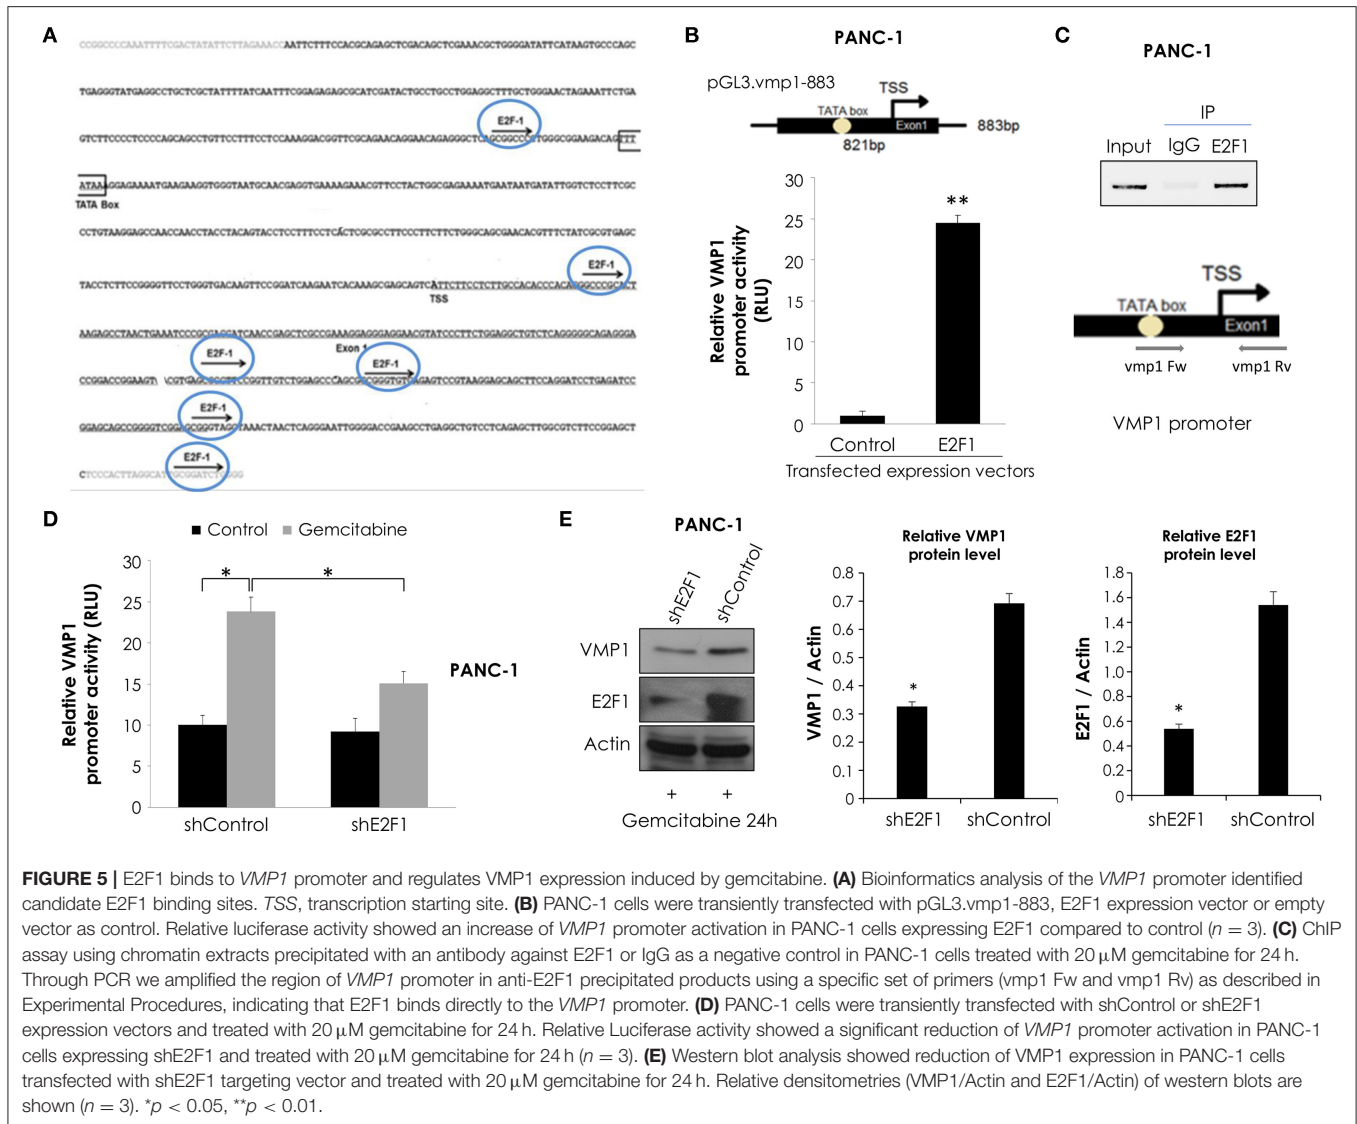 A
CCGGCCCCAAATTTTCGACTATATTCTTAGAAACCAATTCTTTCCACGCAGAGCTCGACAGCTCGAAACGCTGGGGATATTCATAAGTGCCCAGC
TGAGGGTATGAGGCCTGCTCGCTATTTTATCAATTTCGGAGAGAGCGCATCGATACTGCCTGCCTGGAGGCTTTGCTGGGAACTAGAAATTCTGA
E2F-1
TATA Box
E2F-1
TSS
E2F-1
Exon 1
E2F-1
E2F-1
E2F-1
B
PANC-1
pGL3.vmp1-883
TSS
TATA box
Exon1
883bp
821bp
Relative VMP1
promoter activity
(RLU)
30
25
20
15
10
5
0
**
Control E2F1
Transfected expression vectors
C
PANC-1
IP
Input IgG E2F1
TSS
TATA box
Exon1
vmp1 Fw vmp1 Rv
VMP1 promoter
D
Control Gemcitabine
Relative VMP1
promoter activity (RLU)
30
25
20
15
10
5
0
* *
PANC-1
shControl shE2F1
E
PANC-1
shE2F1 shControl
VMP1
E2F1
Actin
+ +
Gemcitabine 24h
Relative VMP1
protein level
VMP1 / Actin
0.8
0.7
0.6
0.5
0.4
0.3
0.2
0.1
0
*
shE2F1 shControl
Relative E2F1
protein level
E2F1 / Actin
1.8
1.6
1.4
1.2
1
0.8
0.6
0.4
0.2
0
*
shE2F1 shControl
FIGURE 5 | E2F1 binds to VMP1 promoter and regulates VMP1 expression induced by gemcitabine. (A) Bioinformatics analysis of the VMP1 promoter identified
candidate E2F1 binding sites. TSS, transcription starting site. (B) PANC-1 cells were transiently transfected with pGL3.vmp1-883, E2F1 expression vector or empty
vector as control. Relative luciferase activity showed an increase of VMP1 promoter activation in PANC-1 cells expressing E2F1 compared to control (n = 3). (C) ChIP
assay using chromatin extracts precipitated with an antibody against E2F1 or IgG as a negative control in PANC-1 cells treated with 20 μM gemcitabine for 24 h.
Through PCR we amplified the region of VMP1 promoter in anti-E2F1 precipitated products using a specific set of primers (vmp1 Fw and vmp1 Rv) as described in
Experimental Procedures, indicating that E2F1 binds directly to the VMP1 promoter. (D) PANC-1 cells were transiently transfected with shControl or shE2F1
expression vectors and treated with 20 μM gemcitabine for 24 h. Relative Luciferase activity showed a significant reduction of VMP1 promoter activation in PANC-1
cells expressing shE2F1 and treated with 20 μM gemcitabine for 24 h (n = 3). (E) Western blot analysis showed reduction of VMP1 expression in PANC-1 cells
transfected with shE2F1 targeting vector and treated with 20 μM gemcitabine for 24 h. Relative densitometries (VMP1/Actin and E2F1/Actin) of western blots are
shown (n = 3). *p < 0.05, **p < 0.01.